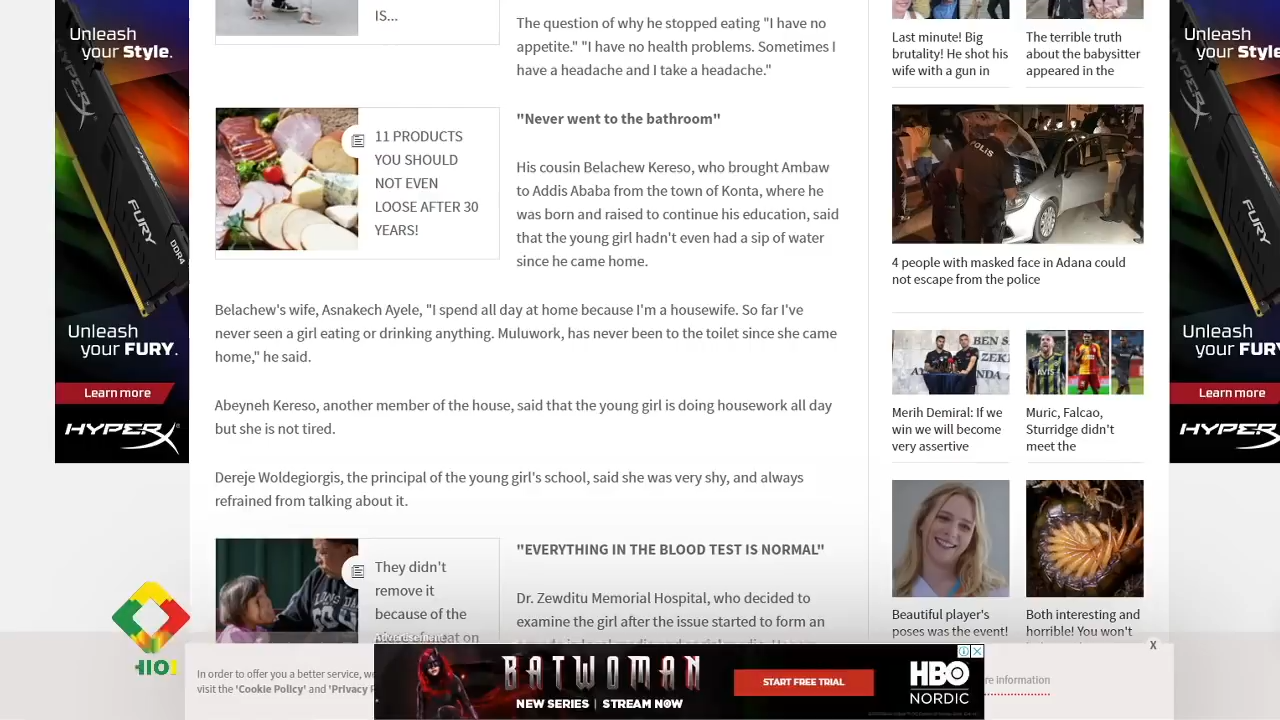 Unleash
your Style.
HYPERX
FURY
DDR4
Unleash
your FURY.
Learn more
HYPERX
IS...
The question of why he stopped eating "I have no
appetite." "I have no health problems. Sometimes I
have a headache and I take a headache."
11 PRODUCTS
YOU SHOULD
NOT EVEN
LOOSE AFTER 30
YEARS!
"Never went to the bathroom"
His cousin Belachew Kereso, who brought Ambaw
to Addis Ababa from the town of Konta, where he
was born and raised to continue his education, said
that the young girl hadn't even had a sip of water
since he came home.
Belachew's wife, Asnakech Ayele, "I spend all day at home because I'm a housewife. So far I've
never seen a girl eating or drinking anything. Muluwork, has never been to the toilet since she came
home," he said.
Abeyneh Kereso, another member of the house, said that the young girl is doing housework all day
but she is not tired.
Dereje Woldegiorgis, the principal of the young girl's school, said she was very shy, and always
refrained from talking about it.
They didn't
remove it
because of the
"EVERYTHING IN THE BLOOD TEST IS NORMAL"
Dr. Zewditu Memorial Hospital, who decided to
examine the girl after the issue started to form an
Last minute! Big
brutality! He shot his
wife with a gun in
The terrible truth
about the babysitter
appeared in the
POLIS
4 people with masked face in Adana could
not escape from the police
BEN S
ZEKİ
NDA
AVIS
Merih Demiral: If we
win we will become
very assertive
Muric, Falcao,
Sturridge didn't
meet the
Beautiful player's
poses was the event!
Both interesting and
horrible! You won't
Unleash
your Style
HYPERX
FURY
DDR4
Unleash
your FURY
Learn more
HYPERX
Advertisement
X
In order to offer you a better service, we
visit the 'Cookie Policy' and 'Privacy P
re information
BATWOMAN
NEW SERIES | STREAM NOW
START FREE TRIAL
HBO
NORDIC